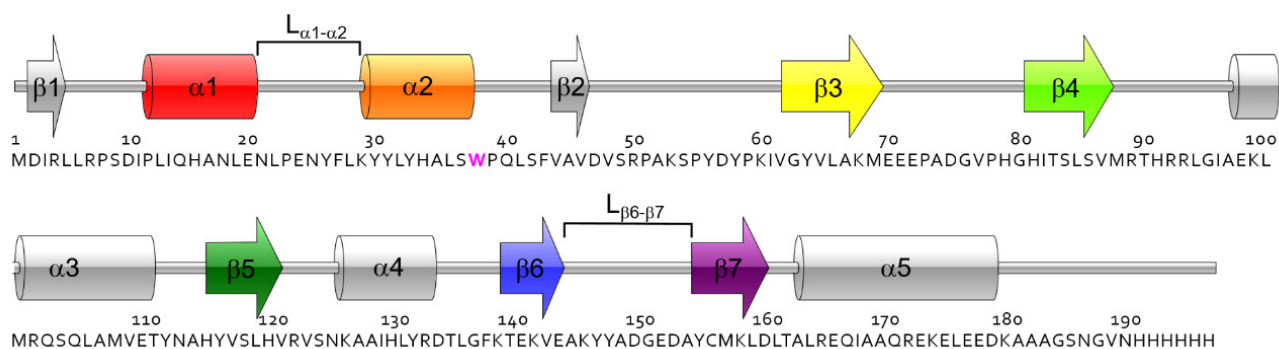 Lα1-α2
β1 α1 α2 β2 β3 β4
1 10 20 30 40 50 60 70 80 90 100
MDIRLLRPSDIPLIQHANLENLPENYFLKYYLYHALSWPQLSFVAVDVSRPAKSPYDYPKIVGYVLAKMEEEPADGVPHGHITSLSVMRTHRRLGIAEKL
Lβ6-β7
α3 β5 α4 β6 β7 α5
110 120 130 140 150 160 170 180 190
MRQSQLAMVETYNAHYVSLHVRVSNKAAIHLYRDTLGFKTEKVEAKYYADGEDAYCMKLDLTALREQIAAQREKELEEDKAAAGSNGVNHHHHHH